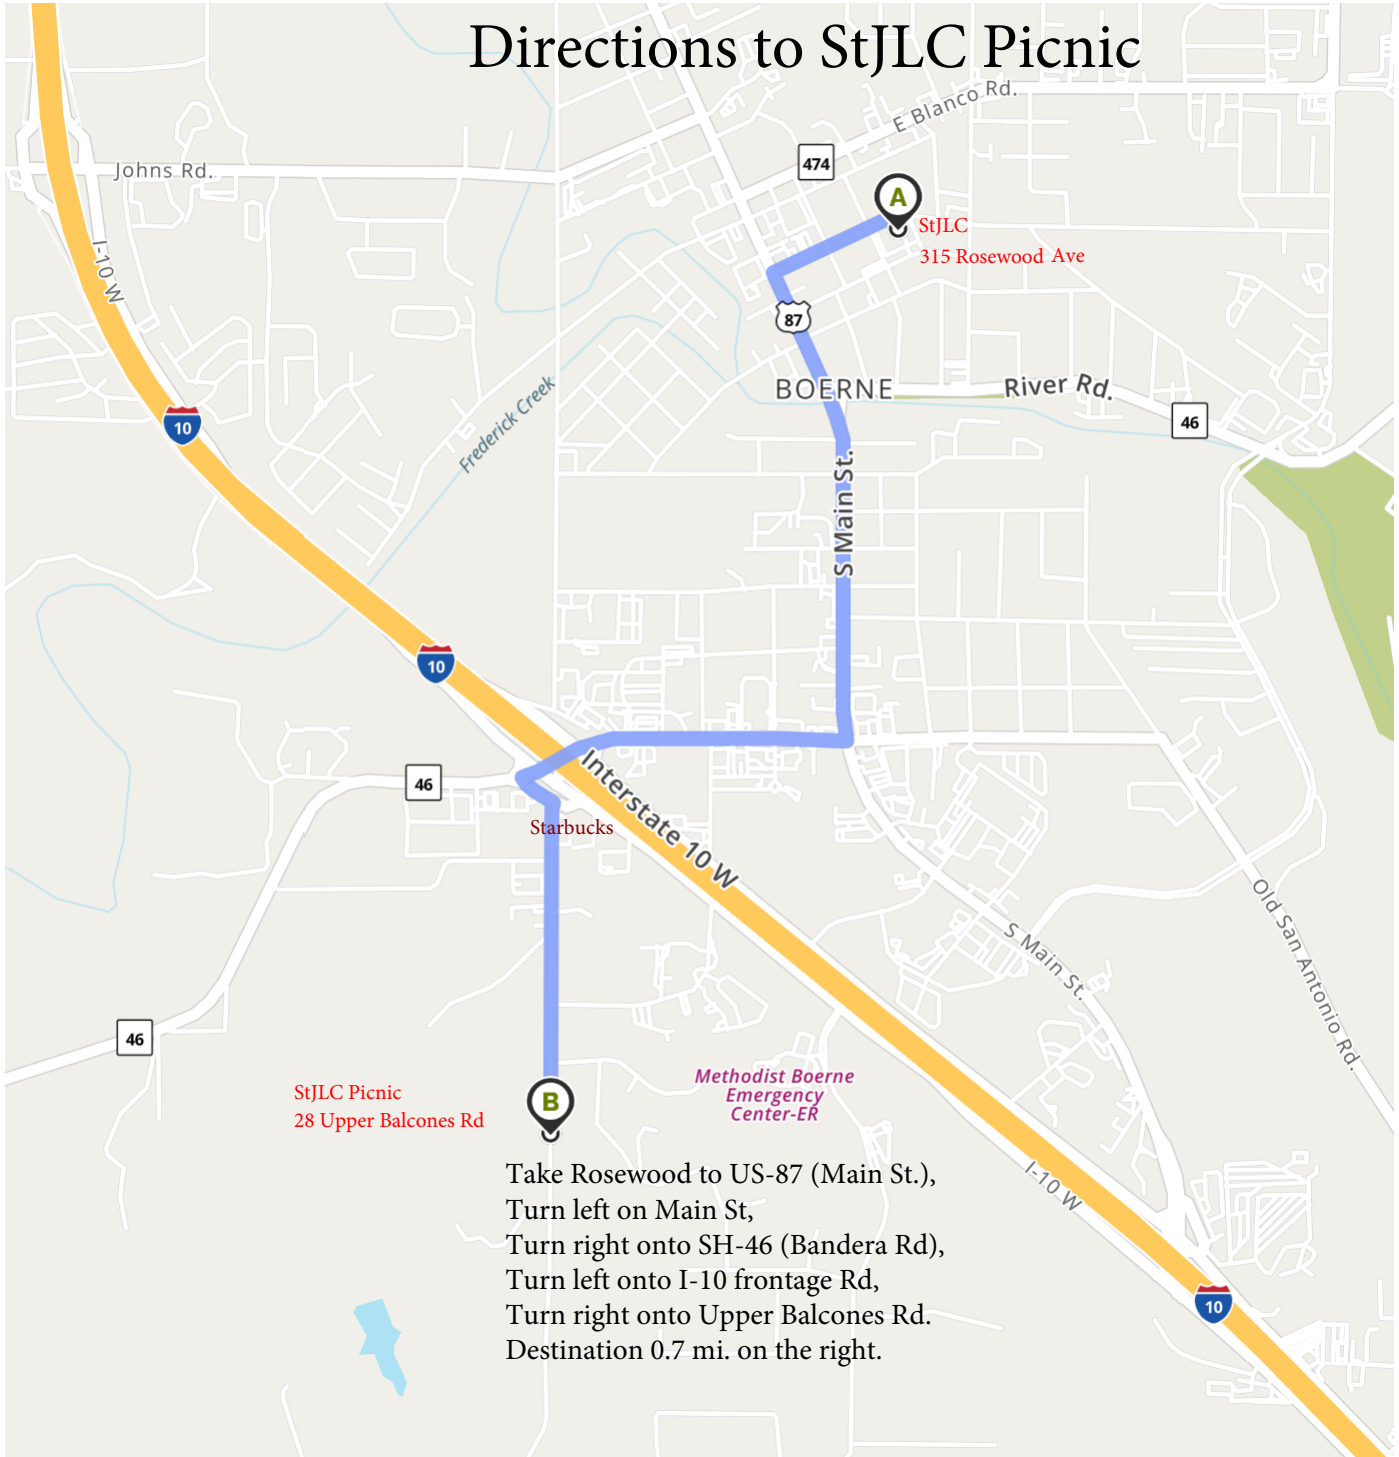 Directions to StJLC Picnic
E Blanco Rd.
474
Johns Rd.
A
StJLC
315 Rosewood Ave
I-10 W
87
BOERNE
River Rd.
46
10
Frederick Creek
S Main St.
10
46
Interstate 10 W
Starbucks
Old San Antonio Rd.
S Main St.
46
Methodist Boerne
Emergency
Center-ER
StJLC Picnic
28 Upper Balcones Rd
B
I-10 W
10
Take Rosewood to US-87 (Main St.),
Turn left on Main St,
Turn right onto SH-46 (Bandera Rd),
Turn left onto I-10 frontage Rd,
Turn right onto Upper Balcones Rd.
Destination 0.7 mi. on the right.